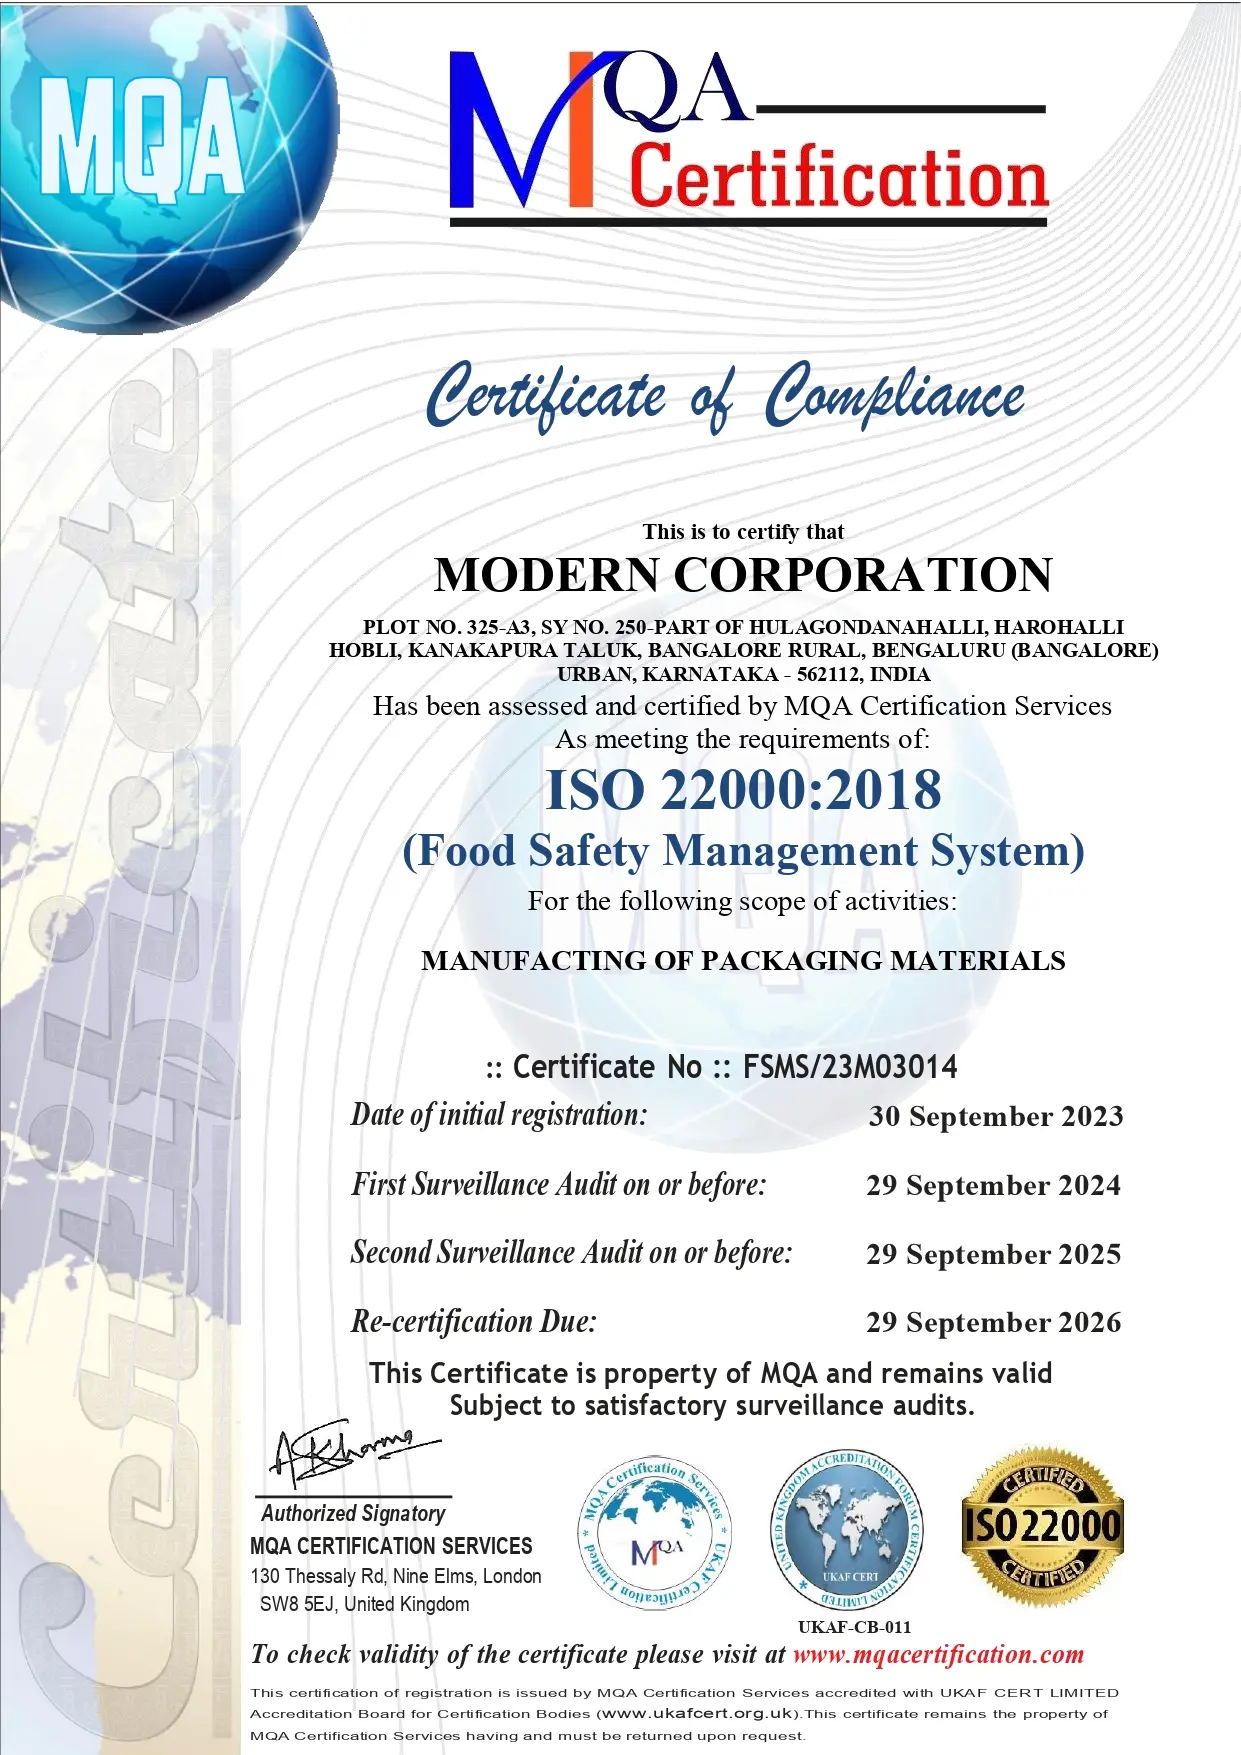 MQA
MQA
Certification
Certificate of Compliance
Certificate
This is to certify that
MODERN CORPORATION
PLOT NO. 325-A3, SY NO. 250-PART OF HULAGONDANAHALLI, HAROHALLI
HOBLI, KANAKAPURA TALUK, BANGALORE RURAL, BENGALURU (BANGALORE)
URBAN, KARNATAKA - 562112, INDIA
Has been assessed and certified by MQA Certification Services
As meeting the requirements of:
ISO 22000:2018
(Food Safety Management System)
For the following scope of activities:
MANUFACTING OF PACKAGING MATERIALS
MQA
:: Certificate No :: FSMS/23M03014
Date of initial registration: 30 September 2023
First Surveillance Audit on or before: 29 September 2024
Second Surveillance Audit on or before: 29 September 2025
Re-certification Due: 29 September 2026
This Certificate is property of MQA and remains valid
Subject to satisfactory surveillance audits.
AKSharma
Authorized Signatory
MQA CERTIFICATION SERVICES
130 Thessaly Rd, Nine Elms, London
SW8 5EJ, United Kingdom
MQA Certification Services * UKAF Certification Limited *
MQA
UNITED KINGDOM ACCREDITATION FORUM CERTIFICATION LIMITED *
UKAF CERT
UKAF-CB-011
CERTIFIED
ISO 22000
CERTIFIED
To check validity of the certificate please visit at www.mqacertification.com
This certification of registration is issued by MQA Certification Services accredited with UKAF CERT LIMITED
Accreditation Board for Certification Bodies (www.ukafcert.org.uk).This certificate remains the property of
MQA Certification Services having and must be returned upon request.